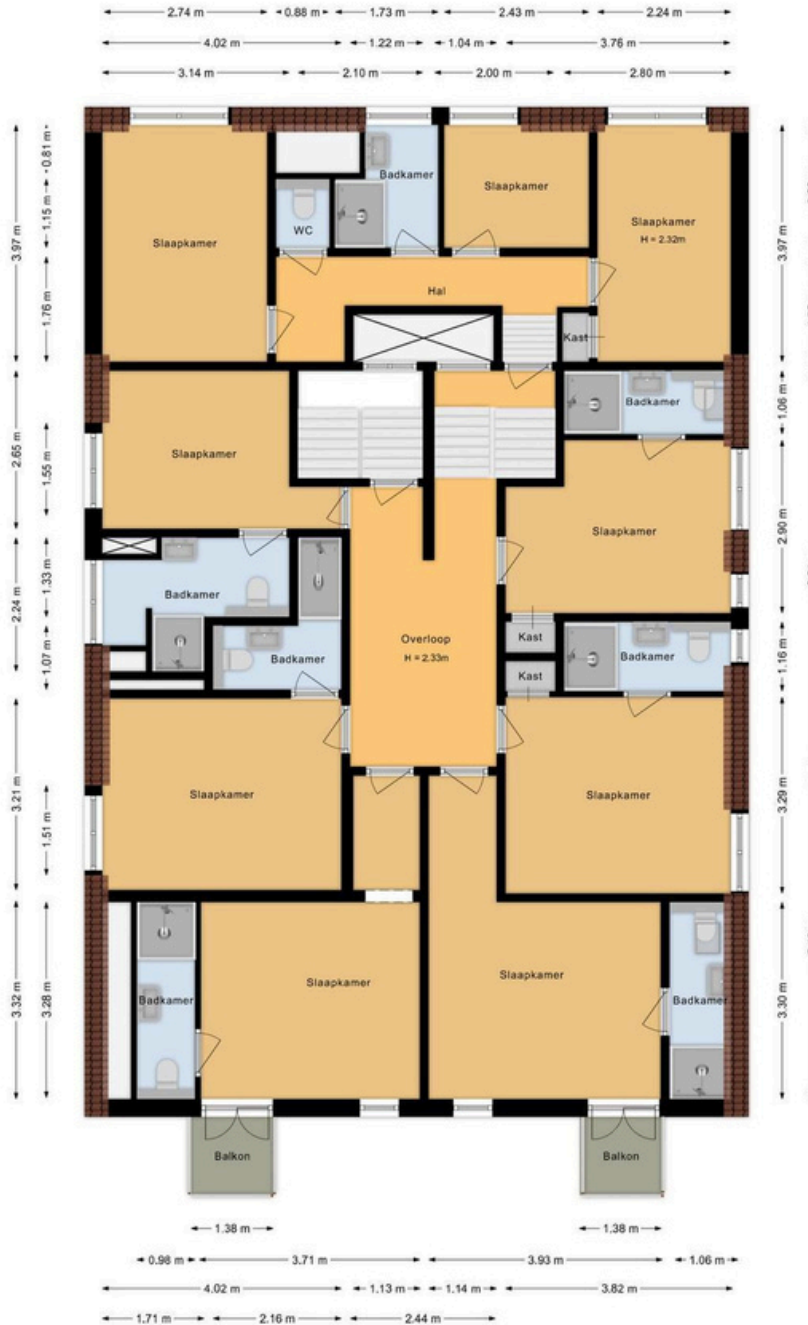 2.74 m 0.88 m 1.73 m 2.43 m 2.24 m
4.02 m 1.22 m 1.04 m 3.76 m
3.14 m 2.10 m 2.00 m 2.80 m
0.81 m
Badkamer
Slaapkamer
1.15 m
Slaapkamer
WC
H = 2.32m
3.97 m
Slaapkamer
3.97 m
Hal
1.76 m
Kast
1.06 m
Badkamer
2.65 m
Slaapkamer
1.55 m
Slaapkamer
2.90 m
1.33 m
Badkamer
2.24 m
Overloop
Kast
H = 2.33m
1.07 m
Badkamer
Badkamer
1.16 m
Kast
3.21 m
Slaapkamer
Slaapkamer
3.29 m
1.51 m
Slaapkamer
Slaapkamer
3.32 m
3.28 m
Badkamer
Badkamer
3.30 m
Balkon
Balkon
1.38 m 1.38 m
0.98 m 3.71 m 3.93 m 1.06 m
4.02 m 1.13 m 1.14 m 3.82 m
1.71 m 2.16 m 2.44 m